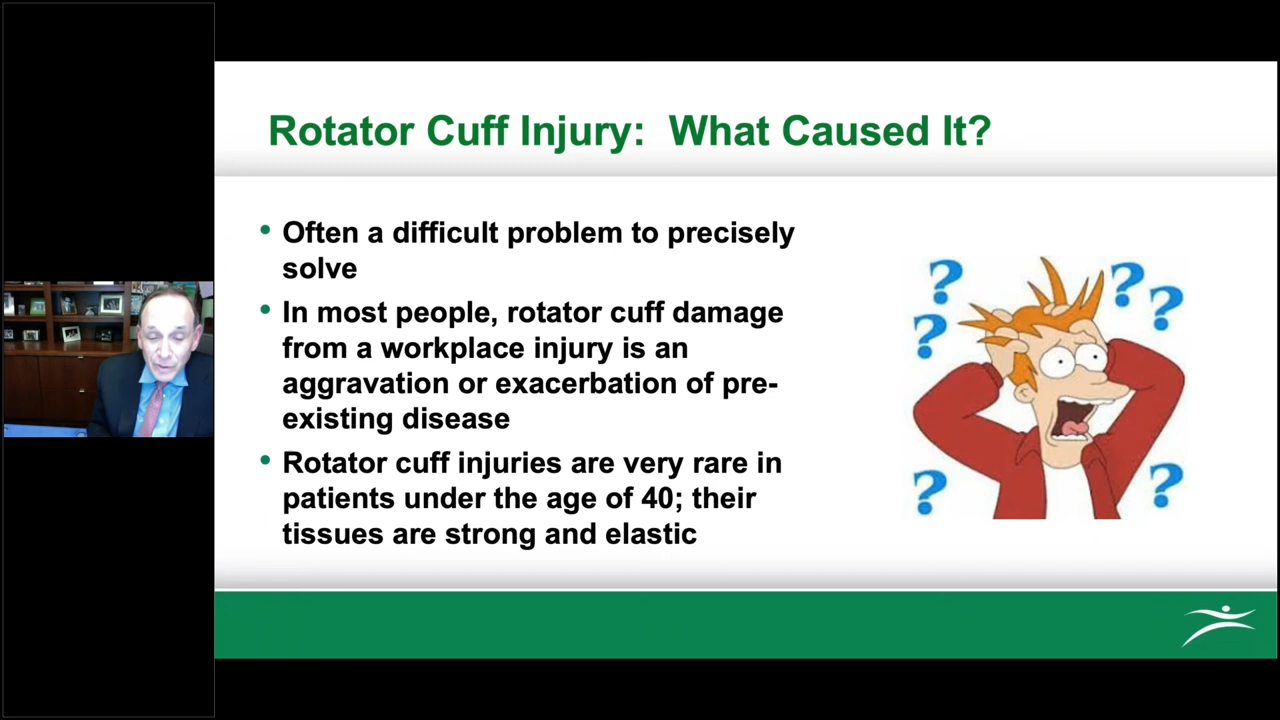 Rotator Cuff Injury:  What Caused It?
• Often a difficult problem to precisely
solve
• In most people, rotator cuff damage
from a workplace injury is an
aggravation or exacerbation of pre-
existing disease
• Rotator cuff injuries are very rare in
patients under the age of 40; their
tissues are strong and elastic
? ? ?
?
? ?